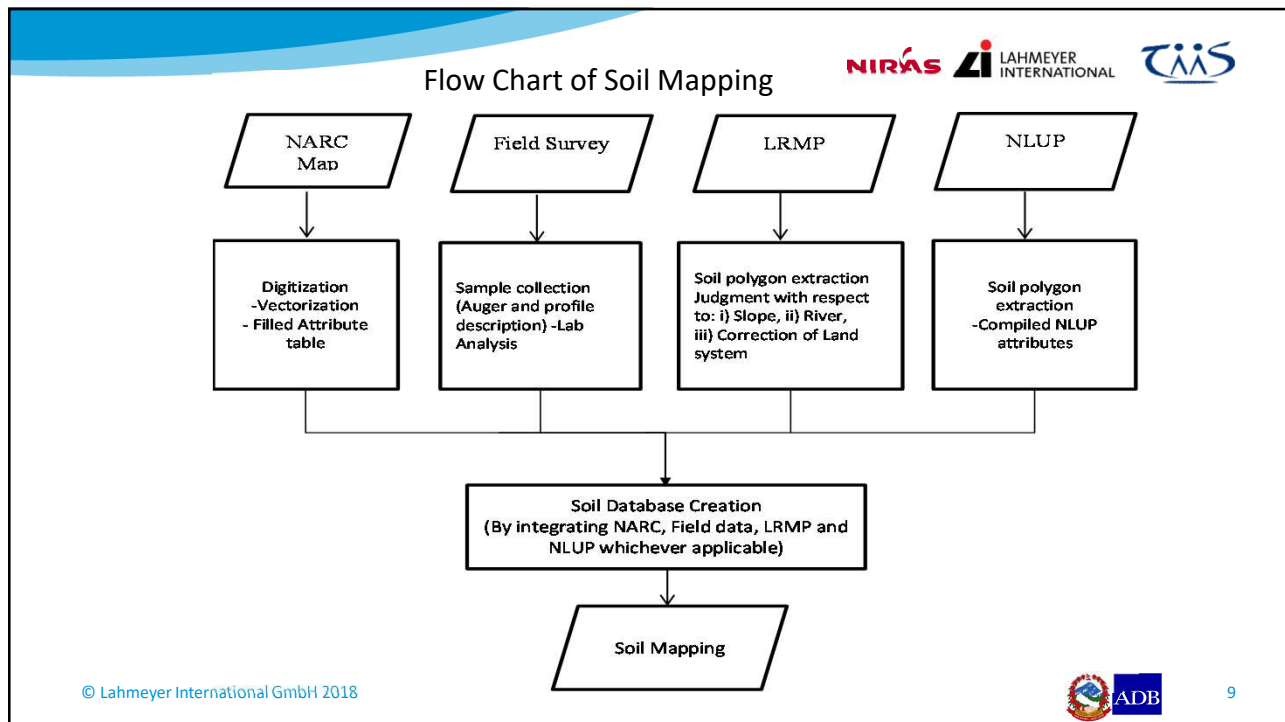 NIRAS
LAHMEYER
INTERNATIONAL
Flow Chart of Soil Mapping
NARC
Map
Field Survey
LRMP
NLUP
Digitization
-Vectorization
- Filled Attribute
table
Sample collection
(Auger and profile
description) -Lab
Analysis
Soil polygon extraction
Judgment with respect
to: i) Slope, ii) River,
iii) Correction of Land
system
Soil polygon
extraction
-Compiled NLUP
attributes
Soil Database Creation
(By integrating NARC, Field data, LRMP and
NLUP whichever applicable)
Soil Mapping
© Lahmeyer International GmbH 2018
ADB
9